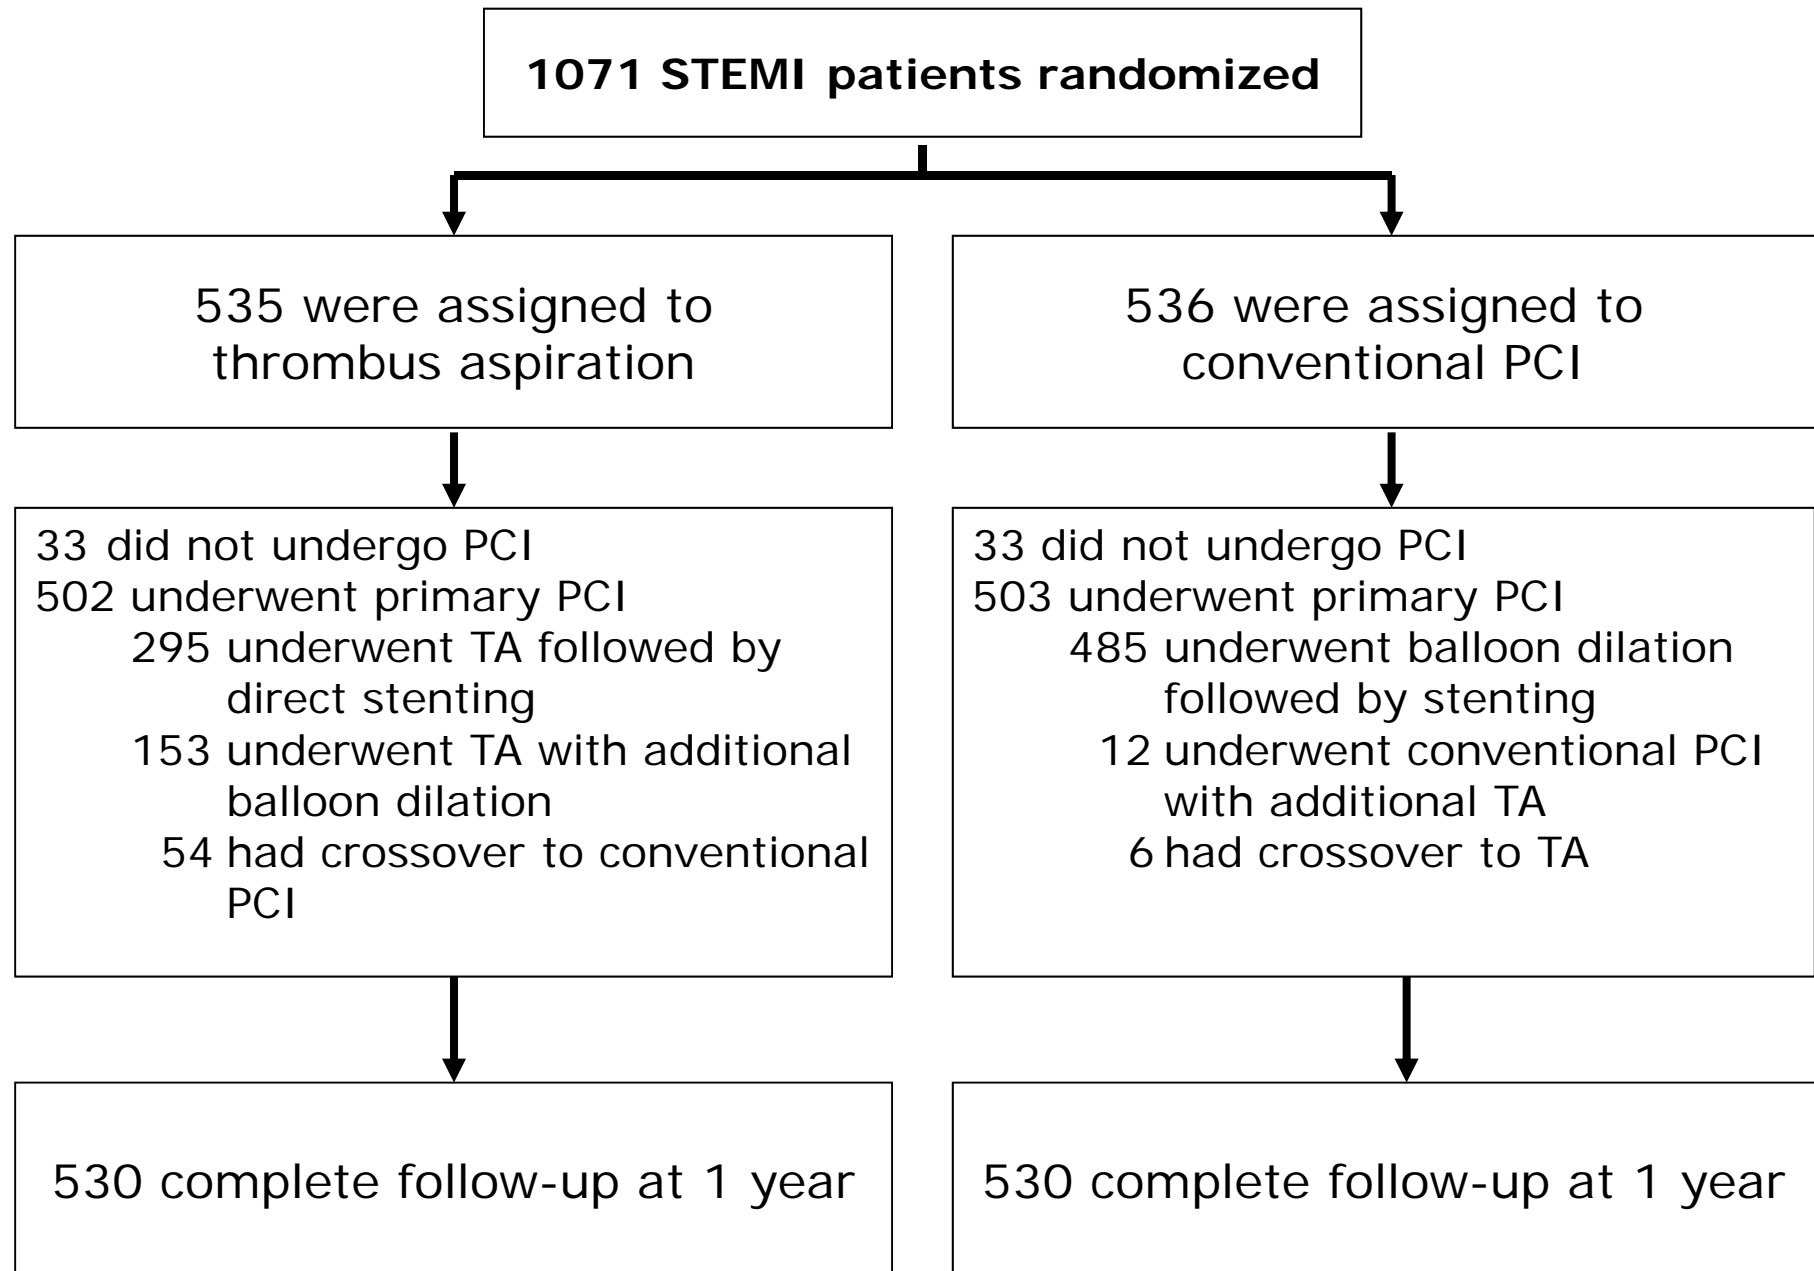 1071 STEMI patients randomized
535 were assigned to
thrombus aspiration
536 were assigned to
conventional PCI
33 did not undergo PCI
502 underwent primary PCI
295 underwent TA followed by
direct stenting
153 underwent TA with additional
balloon dilation
54 had crossover to conventional
PCI
33 did not undergo PCI
503 underwent primary PCI
485 underwent balloon dilation
followed by stenting
12 underwent conventional PCI
with additional TA
6 had crossover to TA
530 complete follow-up at 1 year
530 complete follow-up at 1 year